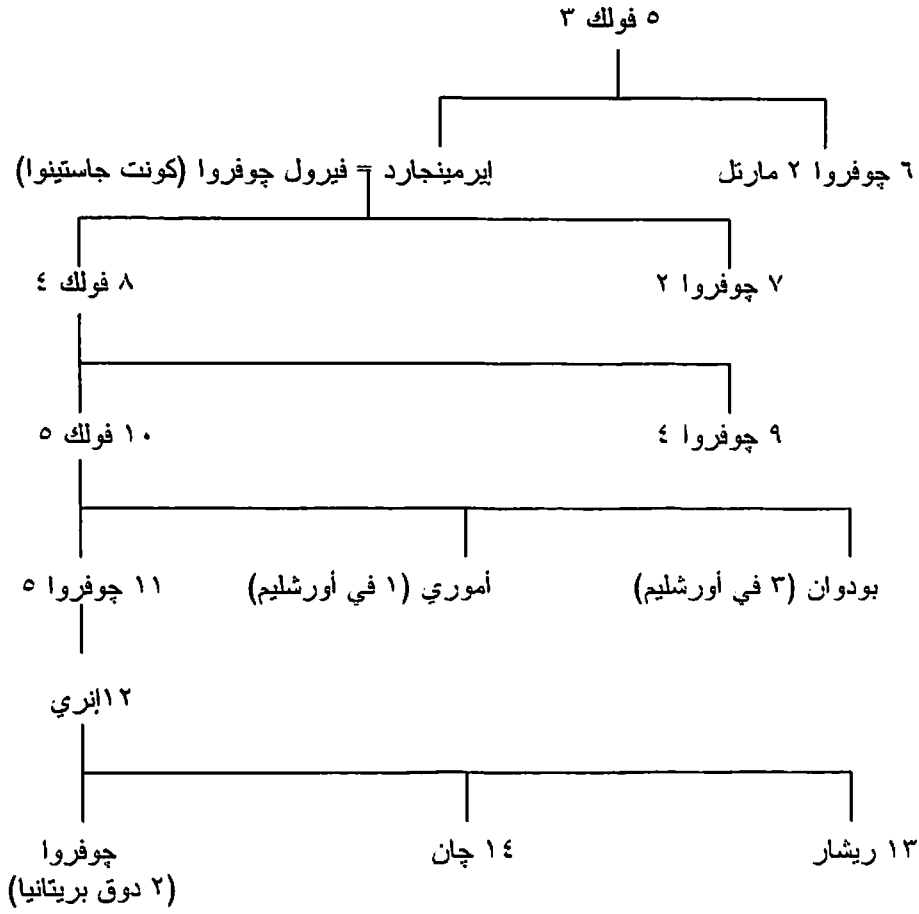 ٥ فولك ٣
٦ چوفروا ٢ مارتل
إيرمينجارد = فيرول چوفروا (كونت جاستينوا)
٧ چوفروا ٢
٨ فولك ٤
٩ چوفروا ٤
١٠ فولك ٥
بودوان (٣ في أورشليم)
أموري (١ في أورشليم)
١١ چوفروا ٥
١٢إنري
١٣ ريشار
١٤ چان
چوفروا
(٢ دوق بريتانيا)